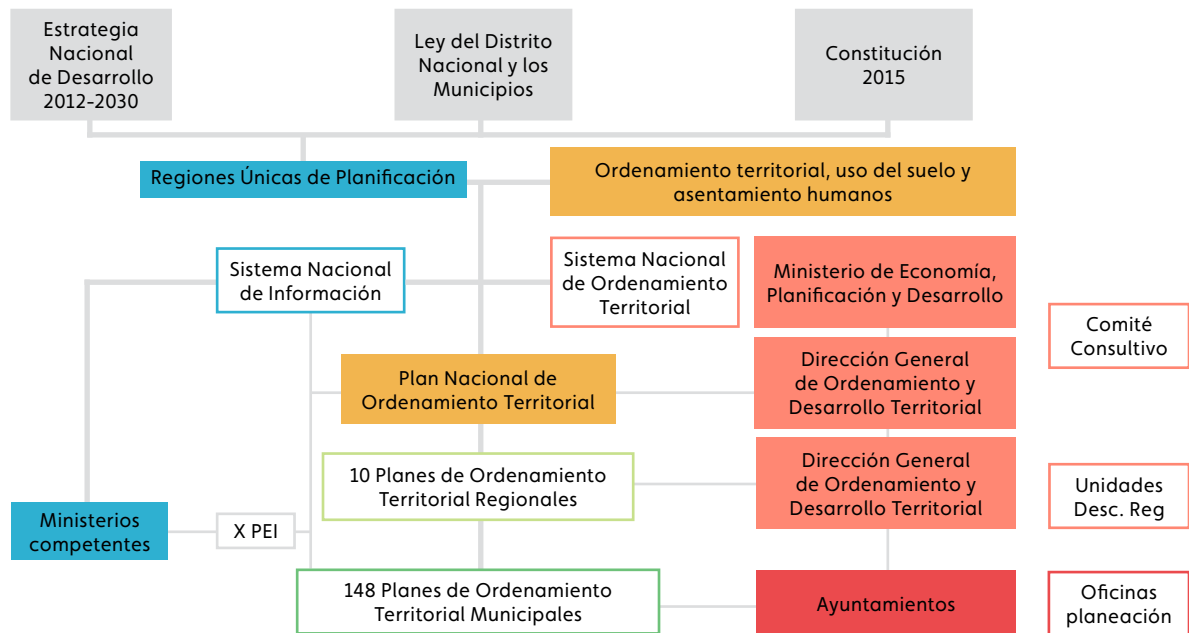 Estrategia
Nacional
de Desarrollo
2012-2030
Ley del Distrito
Nacional y los
Municipios
Constitución
2015
Regiones Únicas de Planificación
Ordenamiento territorial, uso del suelo y
asentamiento humanos
Sistema Nacional
de Información
Sistema Nacional
de Ordenamiento
Territorial
Ministerio de Economía,
Planificación y Desarrollo
Comité
Consultivo
Plan Nacional de
Ordenamiento Territorial
Dirección General
de Ordenamiento y
Desarrollo Territorial
10 Planes de Ordenamiento
Territorial Regionales
Dirección General
de Ordenamiento y
Desarrollo Territorial
Unidades
Desc. Reg
Ministerios
competentes
X PEI
148 Planes de Ordenamiento
Territorial Municipales
Ayuntamientos
Oficinas
planeación